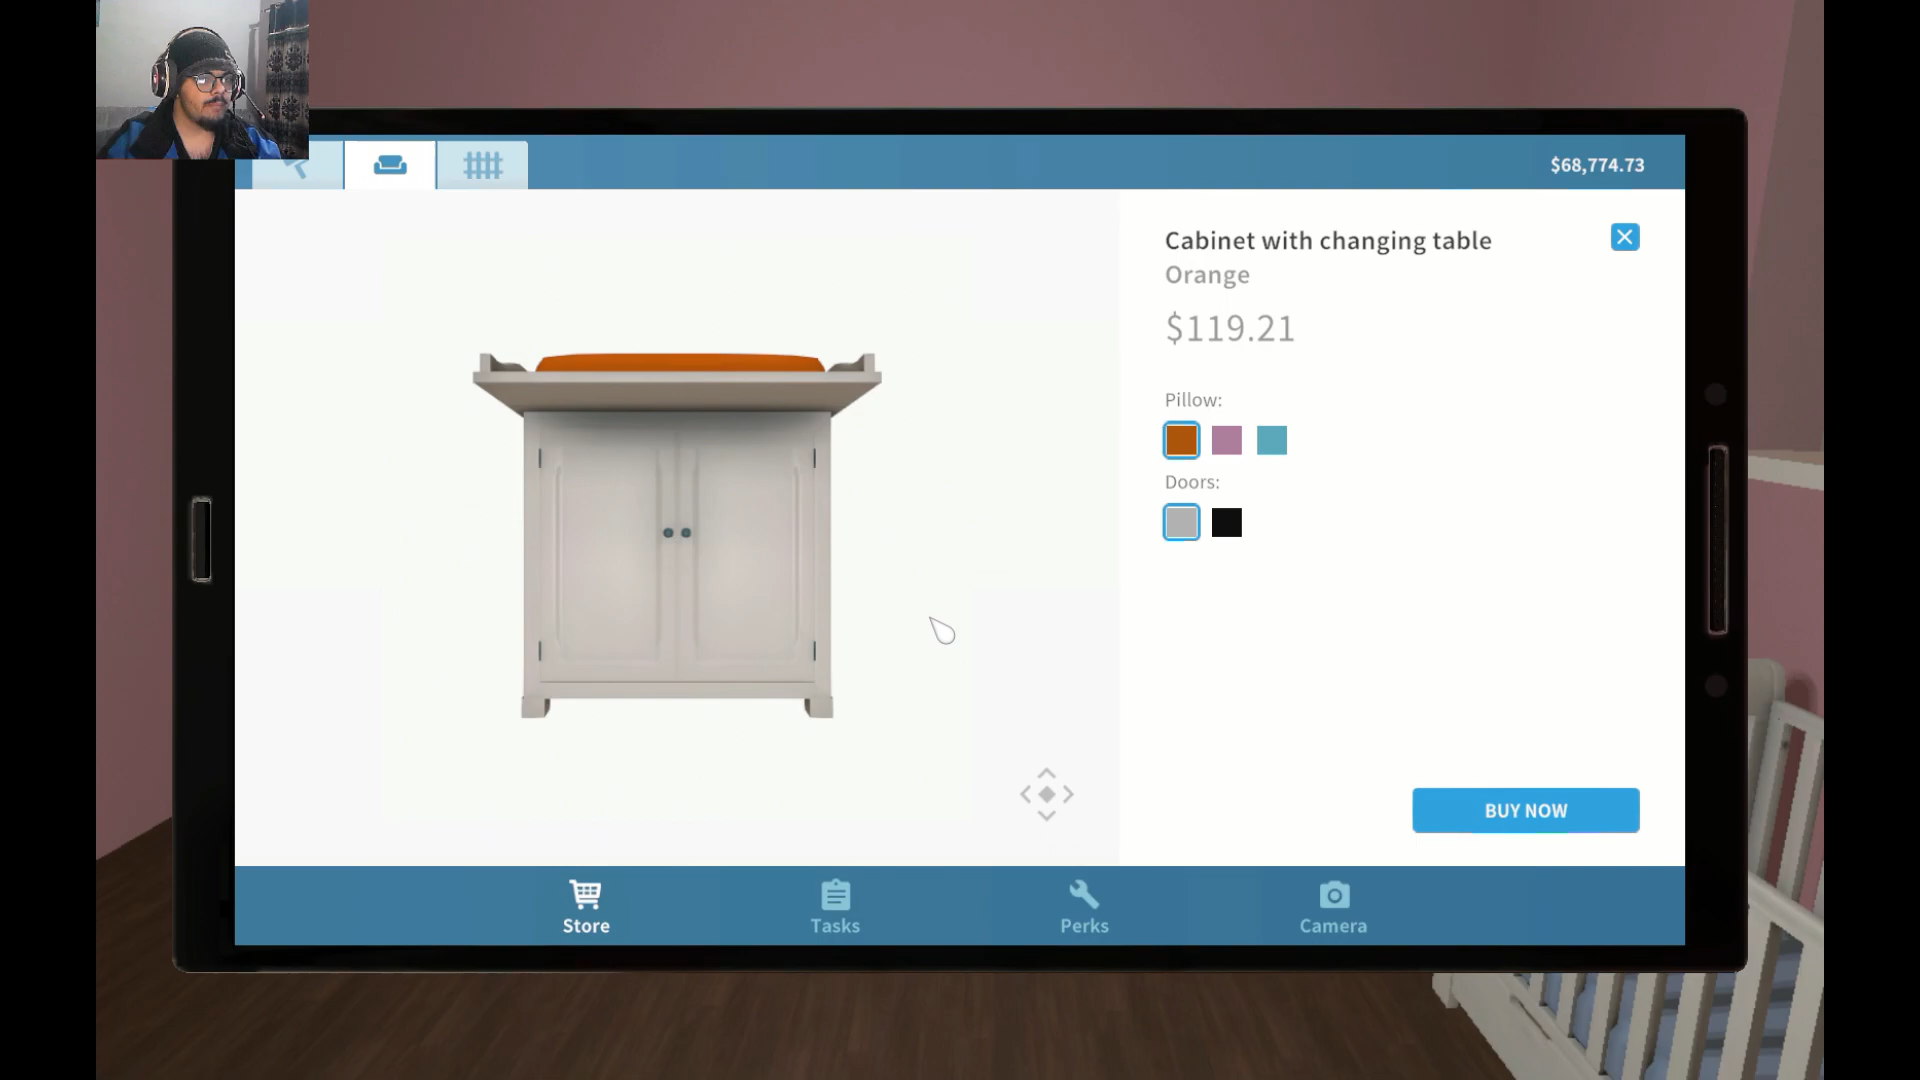 $68,774.73
Cabinet with changing table
Orange
$119.21
Pillow:
Doors:
BUY NOW
Store
Tasks
Perks
Camera